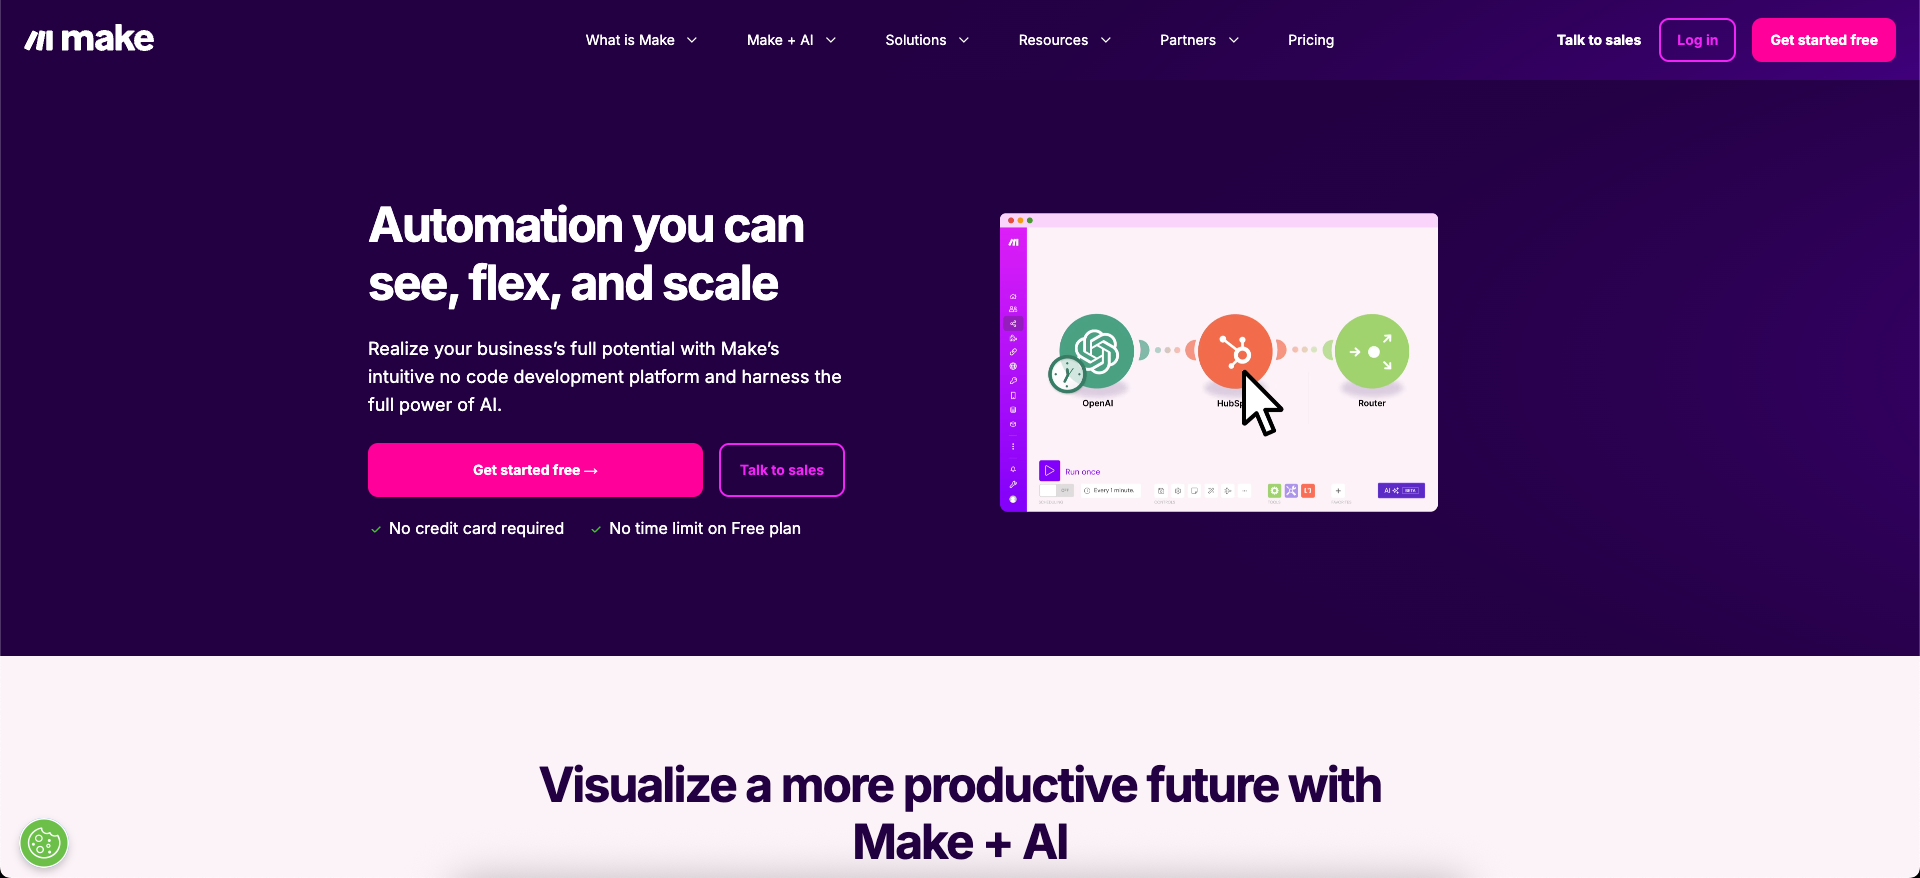 make
What is Make
Make + AI
Solutions
Resources
Partners
Pricing
Talk to sales
Log in
Get started free
Automation you can
see, flex, and scale
Realize your business’s full potential with Make’s
intuitive no code development platform and harness the
full power of AI.
Get started free →
Talk to sales
No credit card required
No time limit on Free plan
OpenAI
HubSp
Router
Run once
OFF
Every 1 minute.
AI BETA
Visualize a more productive future with
Make + AI